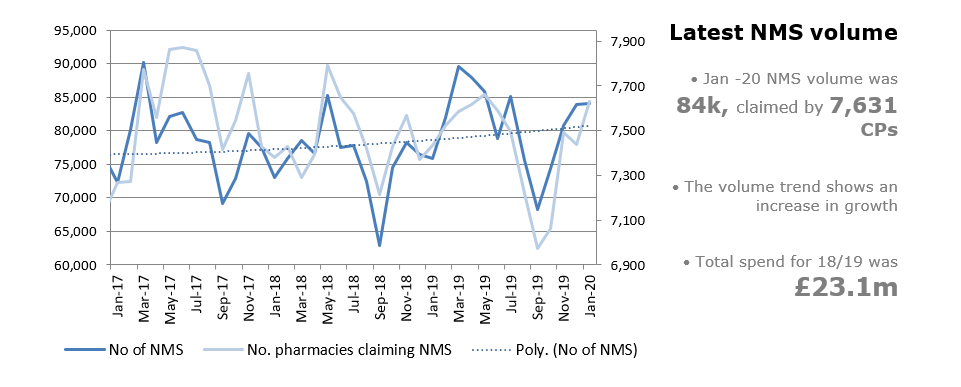 Latest NMS volume
95,000
90,000
85,000
80,000
75,000
70,000
65,000
60,000
7,900
7,700
7,500
7,300
7,100
6,900
Jan-17
Mar-17
May-17
Jul-17
Sep-17
Nov-17
Jan-18
Mar-18
May-18
Jul-18
Sep-18
Nov-18
Jan-19
Mar-19
May-19
Jul-19
Sep-19
Nov-19
Jan-20
No of NMS
No. pharmacies claiming NMS
Poly. (No of NMS)
• Jan -20 NMS volume was
84k, claimed by 7,631
CPs
• The volume trend shows an
increase in growth
• Total spend for 18/19 was
£23.1m